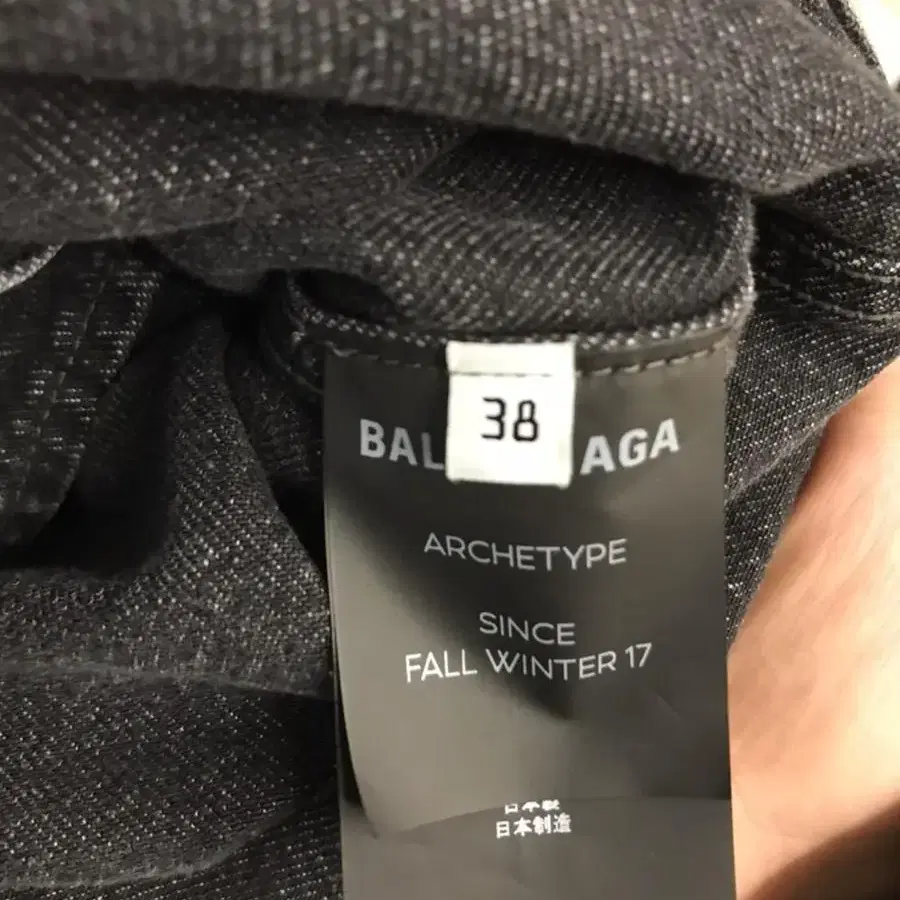 38
BAL AGA
ARCHETYPE
SINCE
FALL WINTER 17
日本製
日本制造